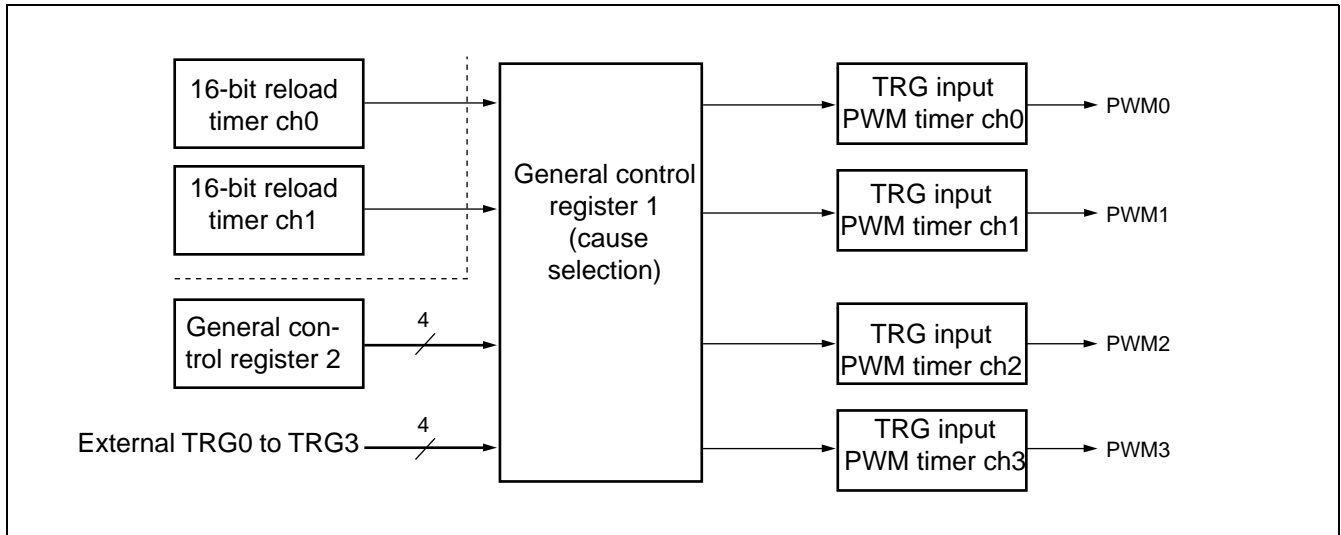 16-bit reload
timer ch0
16-bit reload
timer ch1
General con-
trol register 2
4
External TRG0 to TRG3
4
General control
register 1
(cause
selection)
TRG input
PWM timer ch0
PWM0
TRG input
PWM timer ch1
PWM1
TRG input
PWM timer ch2
PWM2
TRG input
PWM timer ch3
PWM3